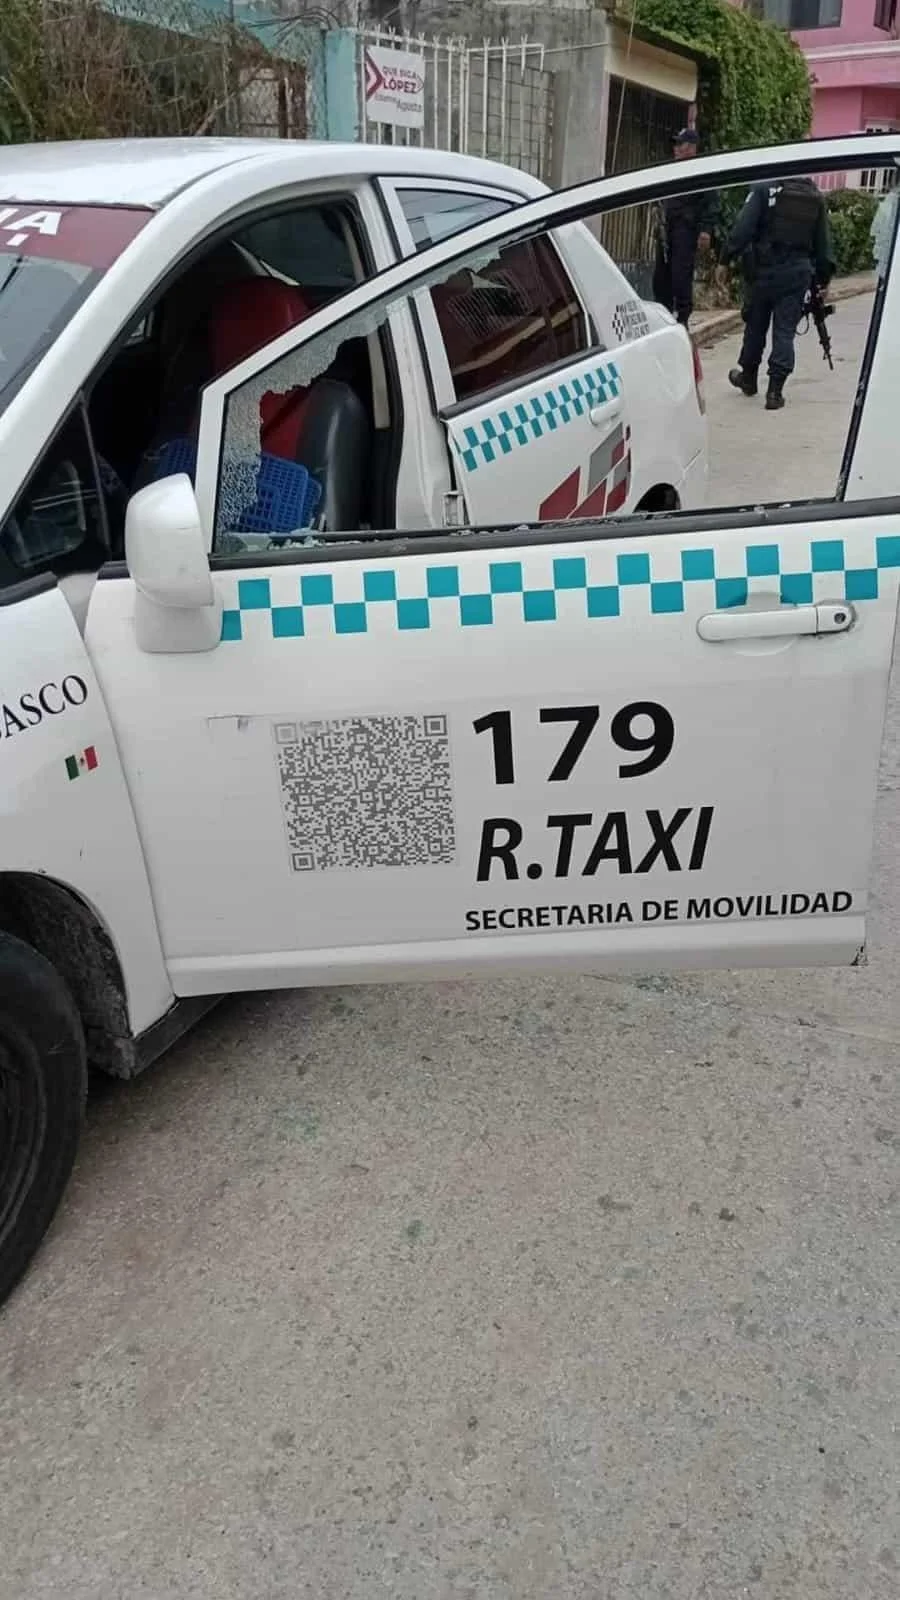 QUE SIGA
LÓPEZ
ASCO
179
R.TAXI
SECRETARIA DE MOVILIDAD